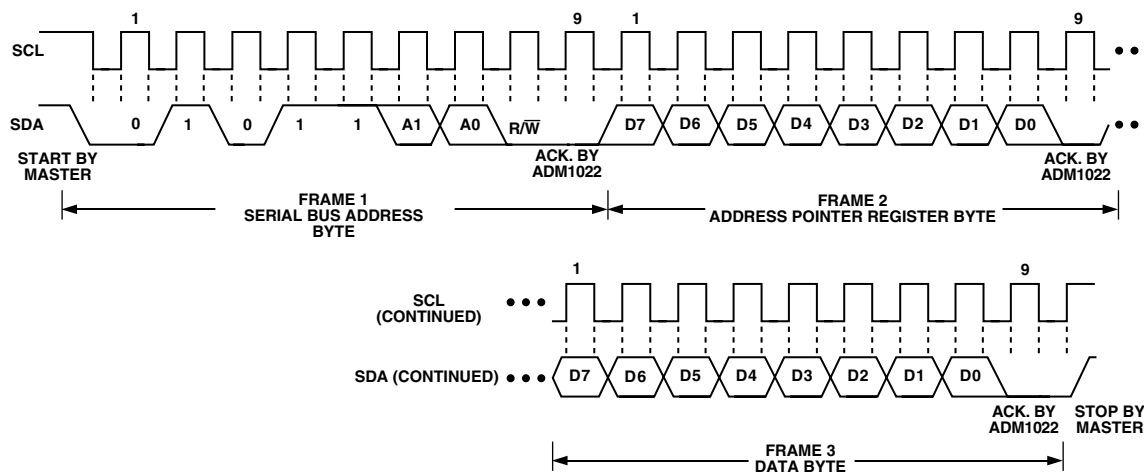 1 9 1 9
SCL
SDA 0 1 0 1 1 A1 A0 R/W̅ D7 D6 D5 D4 D3 D2 D1 D0
START BY
MASTER
ACK. BY
ADM1022
ACK. BY
ADM1022
FRAME 1
SERIAL BUS ADDRESS
BYTE
FRAME 2
ADDRESS POINTER REGISTER BYTE
1 9
SCL
(CONTINUED)
SDA (CONTINUED) D7 D6 D5 D4 D3 D2 D1 D0
ACK. BY
ADM1022
STOP BY
MASTER
FRAME 3
DATA BYTE